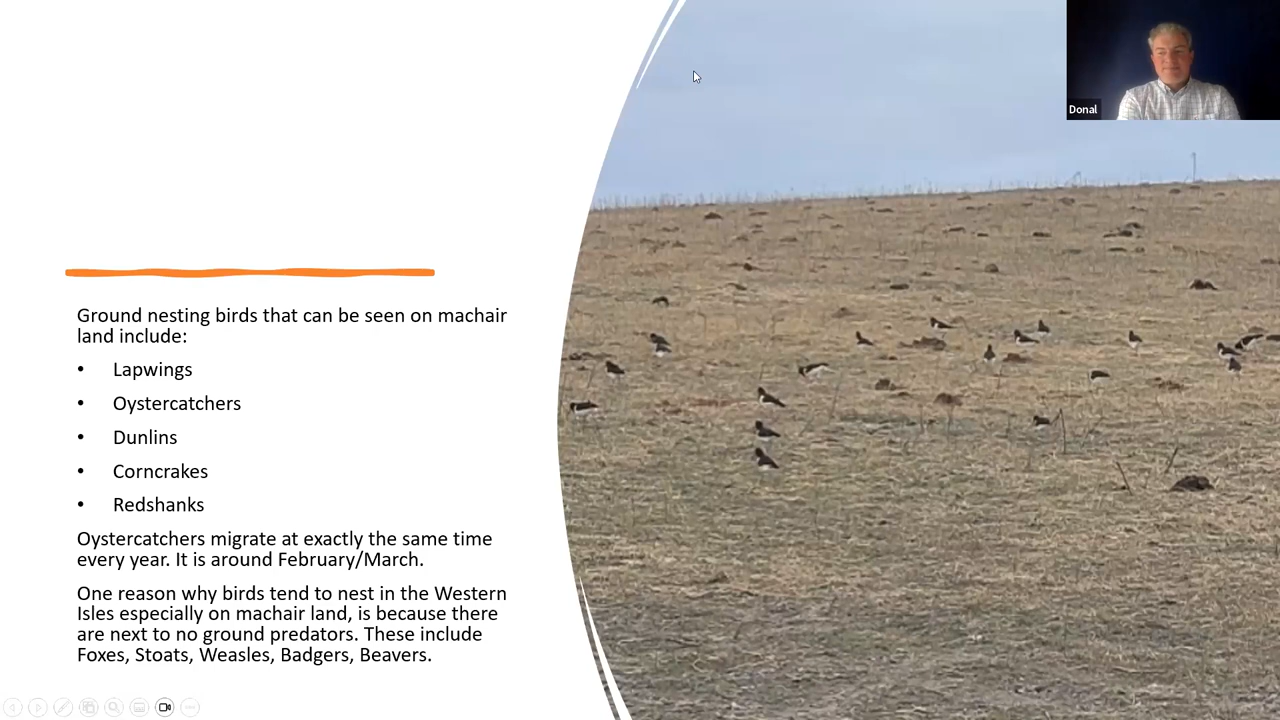 Donal
Ground nesting birds that can be seen on machair
land include:
• Lapwings
• Oystercatchers
• Dunlins
• Corncrakes
• Redshanks
Oystercatchers migrate at exactly the same time
every year. It is around February/March.
One reason why birds tend to nest in the Western
Isles especially on machair land, is because there
are next to no ground predators. These include
Foxes, Stoats, Weasles, Badgers, Beavers.